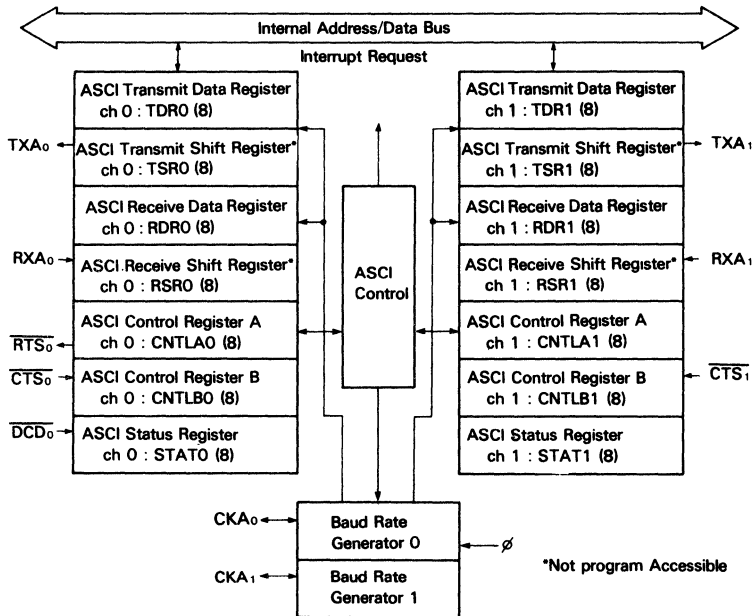 Internal Address/Data Bus
Interrupt Request
ASCI Transmit Data Register
ch 0 : TDR0 (8)
TXA₀
ASCI Transmit Shift Register*
ch 0 : TSR0 (8)
ASCI Receive Data Register
ch 0 : RDR0 (8)
RXA₀
ASCI Receive Shift Register*
ch 0 : RSR0 (8)
ASCI Control Register A
RTS₀
ch 0 : CNTLA0 (8)
CTS₀
ASCI Control Register B
ch 0 : CNTLB0 (8)
DCD₀
ASCI Status Register
ch 0 : STAT0 (8)
ASCI
Control
ASCI Transmit Data Register
ch 1 : TDR1 (8)
ASCI Transmit Shift Register*
TXA₁
ch 1 : TSR1 (8)
ASCI Receive Data Register
ch 1 : RDR1 (8)
ASCI Receive Shift Register*
RXA₁
ch 1 : RSR1 (8)
ASCI Control Register A
ch 1 : CNTLA1 (8)
ASCI Control Register B
CTS₁
ch 1 : CNTLB1 (8)
ASCI Status Register
ch 1 : STAT1 (8)
CKA₀
Baud Rate
Generator 0
ø
CKA₁
Baud Rate
Generator 1
*Not program Accessible